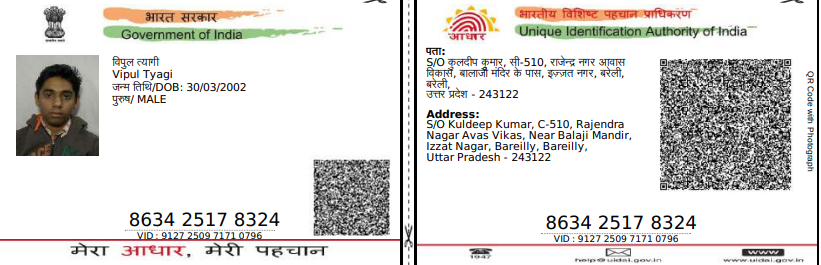 भारत सरकार
Government of India
विपुल त्यागी
Vipul Tyagi
जन्म तिथि/DOB: 30/03/2002
पुरुष/ MALE
8634 2517 8324
VID : 9127 2509 7171 0796
मेरा आधार, मेरी पहचान
भारतीय विशिष्ट पहचान प्राधिकरण
Unique Identification Authority of India
आधार
पता:
S/O कुलदीप कुमार, सी-510, राजेन्द्र नगर आवास
विकास, बालाजी मंदिर के पास, इज़्ज़त नगर, बरेली,
बरेली,
उत्तर प्रदेश - 243122
Address:
S/O Kuldeep Kumar, C-510, Rajendra
Nagar Avas Vikas, Near Balaji Mandir,
Izzat Nagar, Bareilly, Bareilly,
Uttar Pradesh - 243122
QR Code with Photograph
8634 2517 8324
VID : 9127 2509 7171 0796
1947
help@uidai.gov.in
www
www.uidai.gov.in